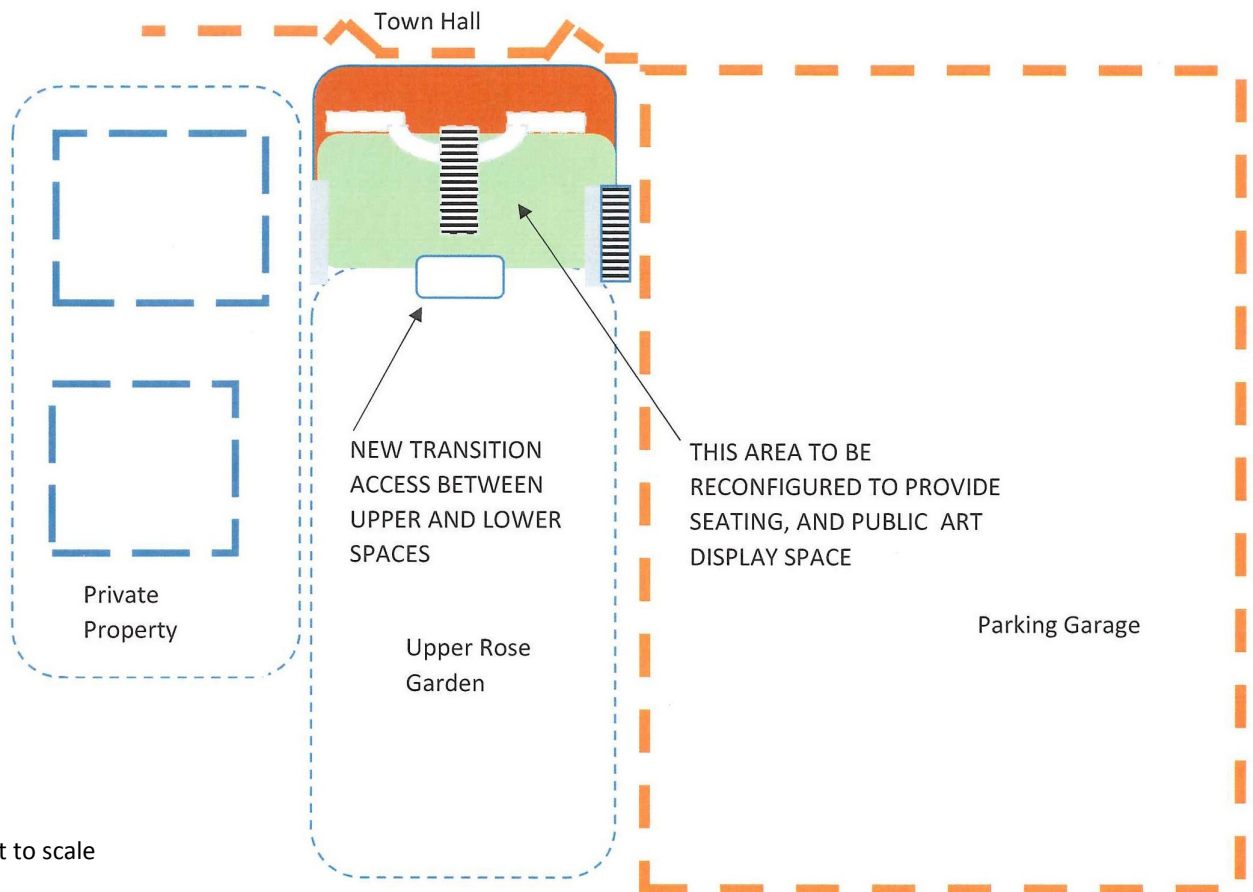 Town Hall
NEW TRANSITION
ACCESS BETWEEN
UPPER AND LOWER
SPACES
THIS AREA TO BE
RECONFIGURED TO PROVIDE
SEATING, AND PUBLIC ART
DISPLAY SPACE
Private
Property
Upper Rose
Garden
Parking Garage
t to scale